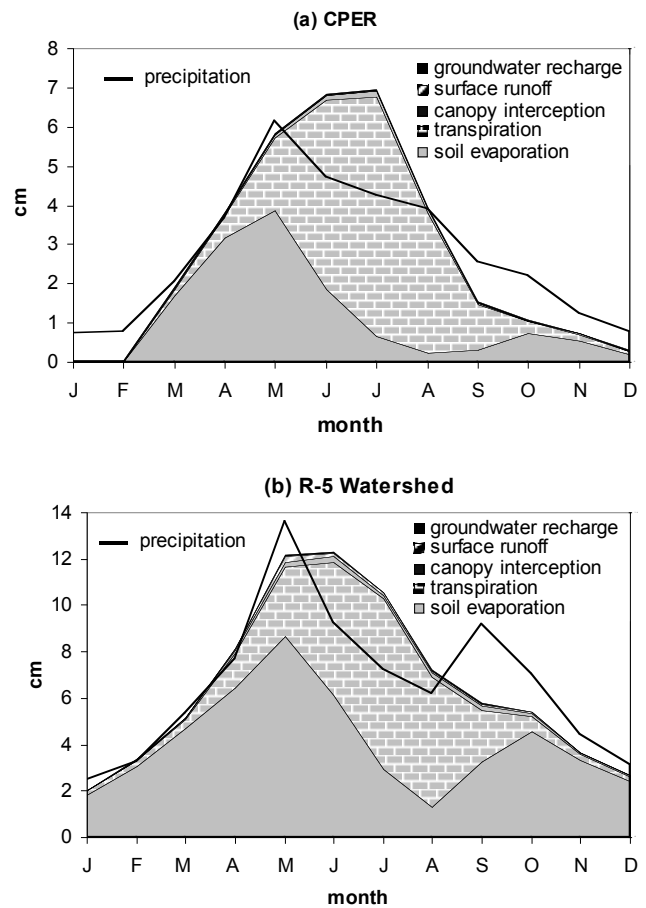 (a) CPER
8
7
6
5
4
3
2
1
0
cm
precipitation
groundwater recharge
surface runoff
canopy interception
transpiration
soil evaporation
J F M A M J J A S O N D
month
(b) R-5 Watershed
14
12
10
8
6
4
2
0
cm
precipitation
groundwater recharge
surface runoff
canopy interception
transpiration
soil evaporation
J F M A M J J A S O N D
month